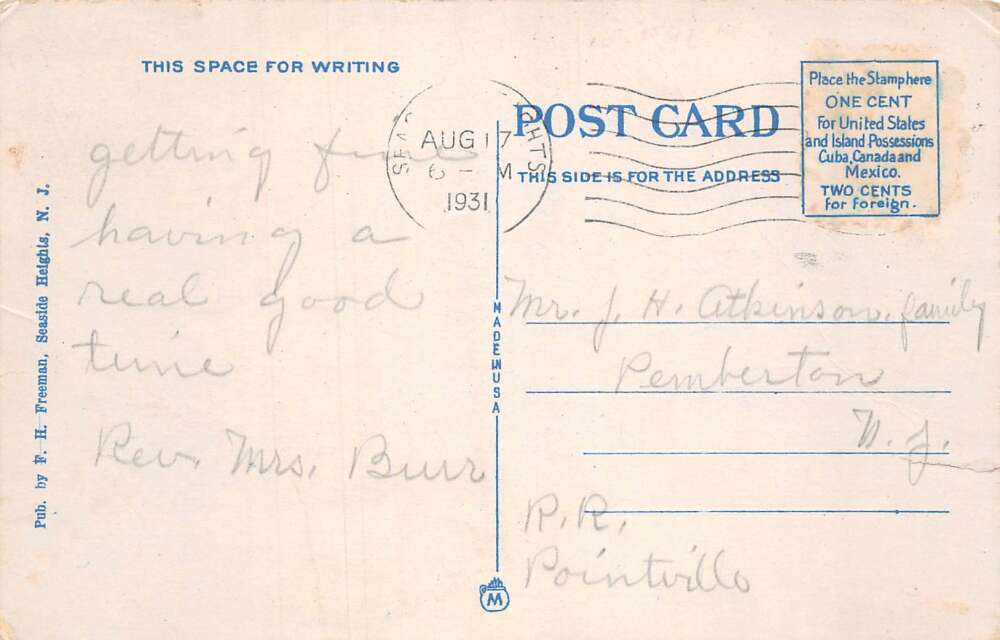 THIS SPACE FOR WRITING
getting fine
having a
real good
time
Rev. Mrs. Burr
Pub. by F. H. Freeman, Seaside Heights, N. J.
AUG 17
6 - M
1931
POST CARD
THIS SIDE IS FOR THE ADDRESS
Place the Stamp here
ONE CENT
For United States
and Island Possessions
Cuba, Canada and
Mexico.
TWO CENTS
for foreign.
MADE IN USA
Mr. J. H. Atkinson, family
Pemberton
N. J.
R.R.
Pointville
M